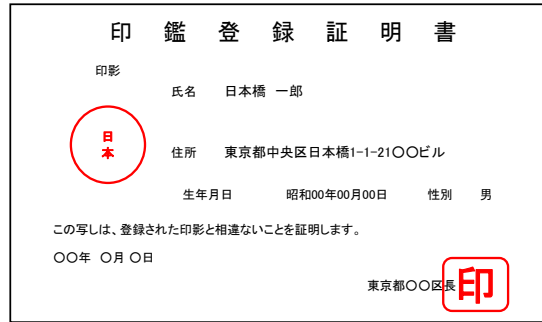 印 鑑 登 録 証 明 書
印影
氏名 日本橋 一郎
日本
住所 東京都中央区日本橋1-1-21〇〇ビル
生年月日 昭和00年00月00日 性別 男
この写しは、登録された印影と相違ないことを証明します。
〇〇年 〇月 〇日
東京都〇〇区長 印